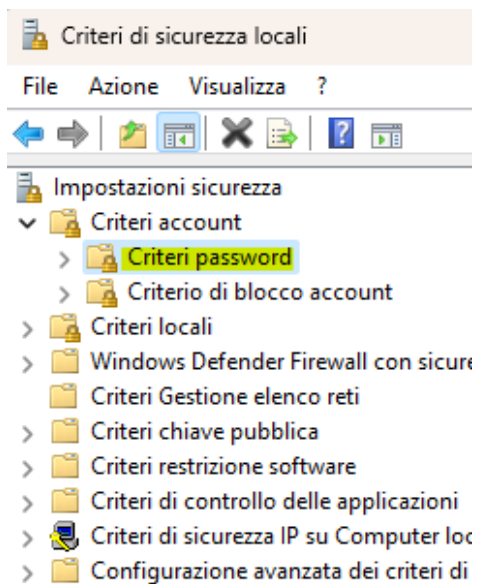 Criteri di sicurezza locali
File Azione Visualizza ?
Impostazioni sicurezza
Criteri account
Criteri password
Criterio di blocco account
Criteri locali
Windows Defender Firewall con sicure
Criteri Gestione elenco reti
Criteri chiave pubblica
Criteri restrizione software
Criteri di controllo delle applicazioni
Criteri di sicurezza IP su Computer loc
Configurazione avanzata dei criteri di